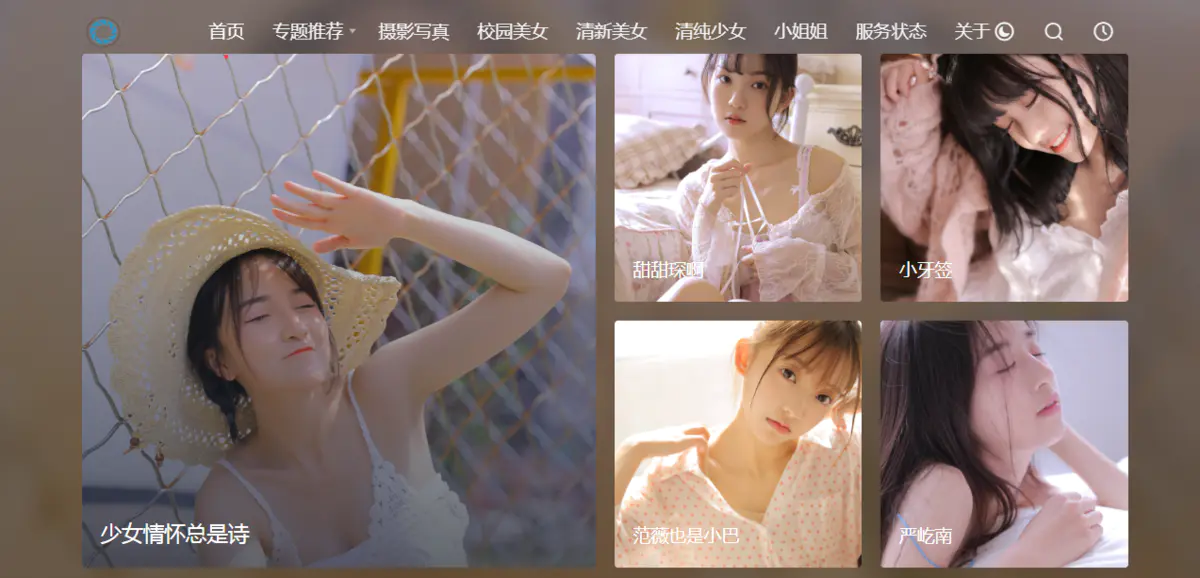 首页 专题推荐 摄影写真 校园美女 清新美女 清纯少女 小姐姐 服务状态 关于
甜甜琛啊
小牙签
少女情怀总是诗
范薇也是小巴
严屹南